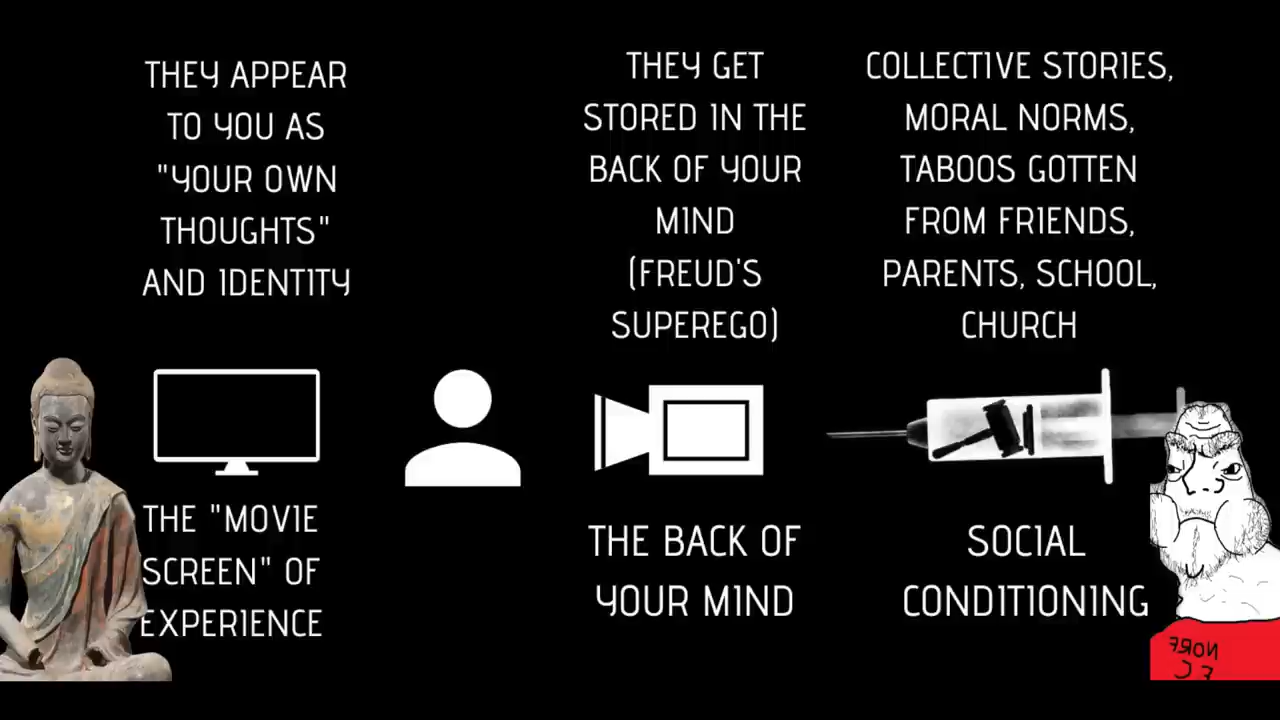 THEY APPEAR
TO YOU AS
"YOUR OWN
THOUGHTS"
AND IDENTITY
THE "MOVIE
SCREEN" OF
EXPERIENCE
THEY GET
STORED IN THE
BACK OF YOUR
MIND
(FREUD'S
SUPEREGO)
THE BACK OF
YOUR MIND
COLLECTIVE STORIES,
MORAL NORMS,
TABOOS GOTTEN
FROM FRIENDS,
PARENTS, SCHOOL,
CHURCH
SOCIAL
CONDITIONING